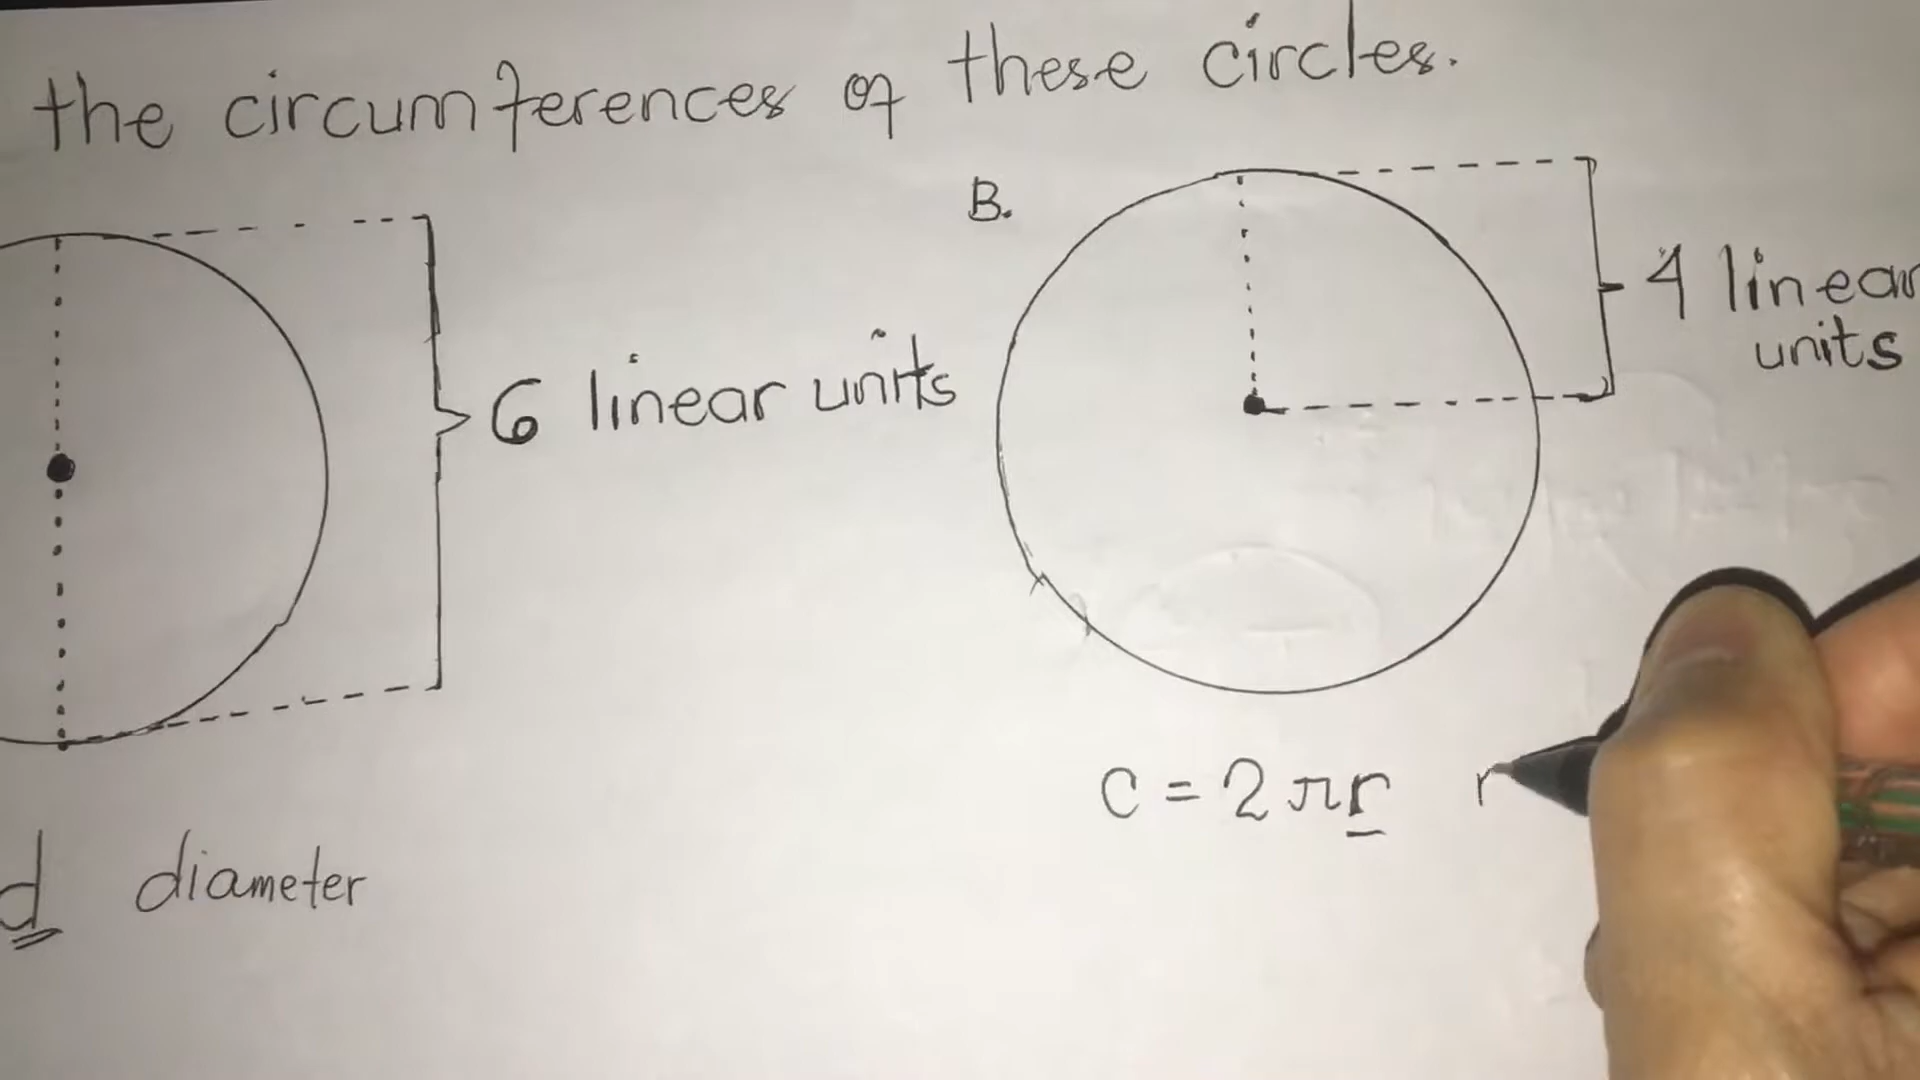 the circumferences of these circles.
B.
6 linear units
4 linear
units
C = 2πr r
d diameter